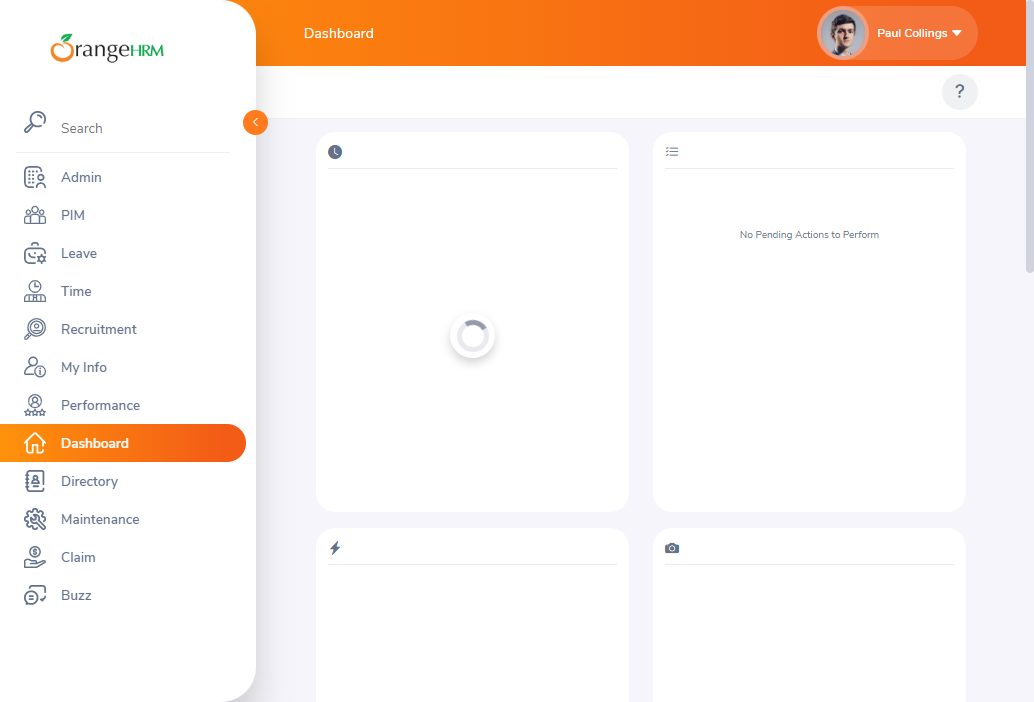 OrangeHRM
Dashboard
Paul Collings
?
Search
Admin
PIM
Leave
Time
Recruitment
My Info
Performance
Dashboard
Directory
Maintenance
Claim
Buzz
No Pending Actions to Perform